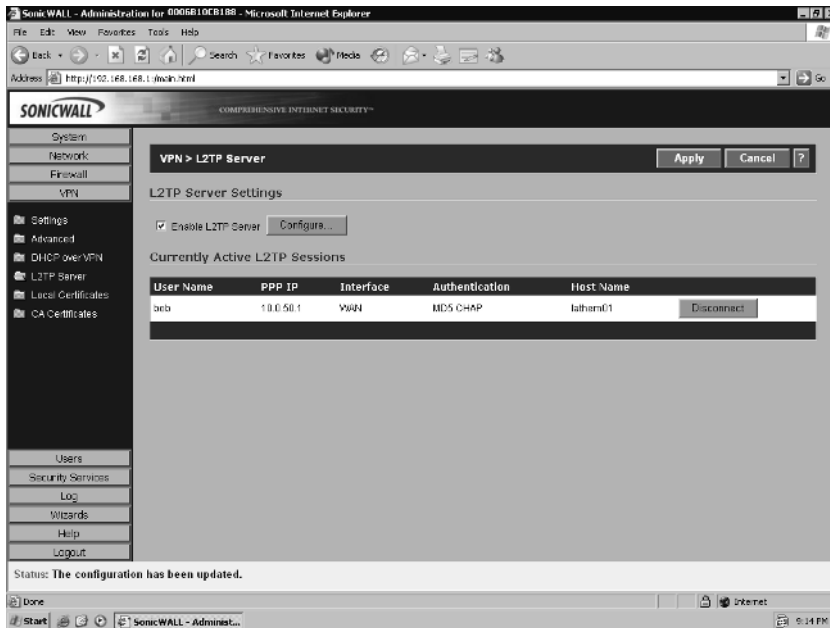 SonicWALL - Administration for 0006B10CB188 - Microsoft Internet Explorer
File Edit View Favorites Tools Help
Back Search Favorites Media
Address http://192.168.168.1/main.html Go
SONICWALL COMPREHENSIVE INTERNET SECURITY™
System
Network
Firewall
VPN
Settings
Advanced
DHCP over VPN
L2TP Server
Local Certificates
CA Certificates
Users
Security Services
Log
Wizards
Help
Logout
VPN > L2TP Server Apply Cancel ?
L2TP Server Settings
Enable L2TP Server Configure...
Currently Active L2TP Sessions
User Name PPP IP Interface Authentication Host Name
bob 10.0.50.1 WAN MD5 CHAP lathem01 Disconnect
Status: The configuration has been updated.
Done Internet
Start SonicWALL - Administ... 9:14 PM